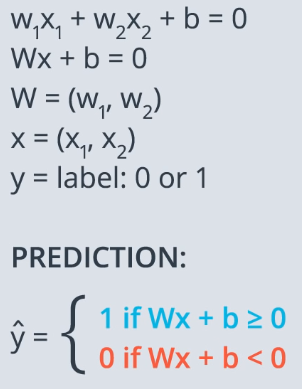 w₁x₁ + w₂x₂ + b = 0
Wx + b = 0
W = (w₁, w₂)
x = (x₁, x₂)
y = label: 0 or 1
PREDICTION:
ŷ = { 1 if Wx + b ≥ 0
0 if Wx + b < 0